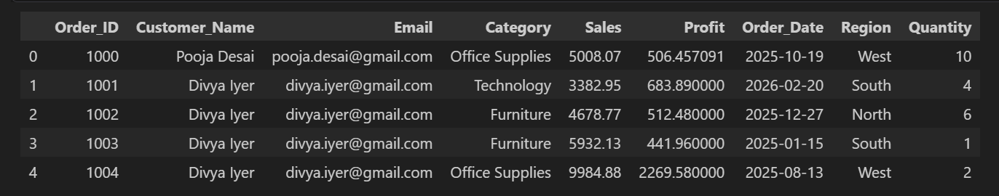 Order_ID Customer_Name Email Category Sales Profit Order_Date Region Quantity
0 1000 Pooja Desai pooja.desai@gmail.com Office Supplies 5008.07 506.457091 2025-10-19 West 10
1 1001 Divya Iyer divya.iyer@gmail.com Technology 3382.95 683.890000 2026-02-20 South 4
2 1002 Divya Iyer divya.iyer@gmail.com Furniture 4678.77 512.480000 2025-12-27 North 6
3 1003 Divya Iyer divya.iyer@gmail.com Furniture 5932.13 441.960000 2025-01-15 South 1
4 1004 Divya Iyer divya.iyer@gmail.com Office Supplies 9984.88 2269.580000 2025-08-13 West 2